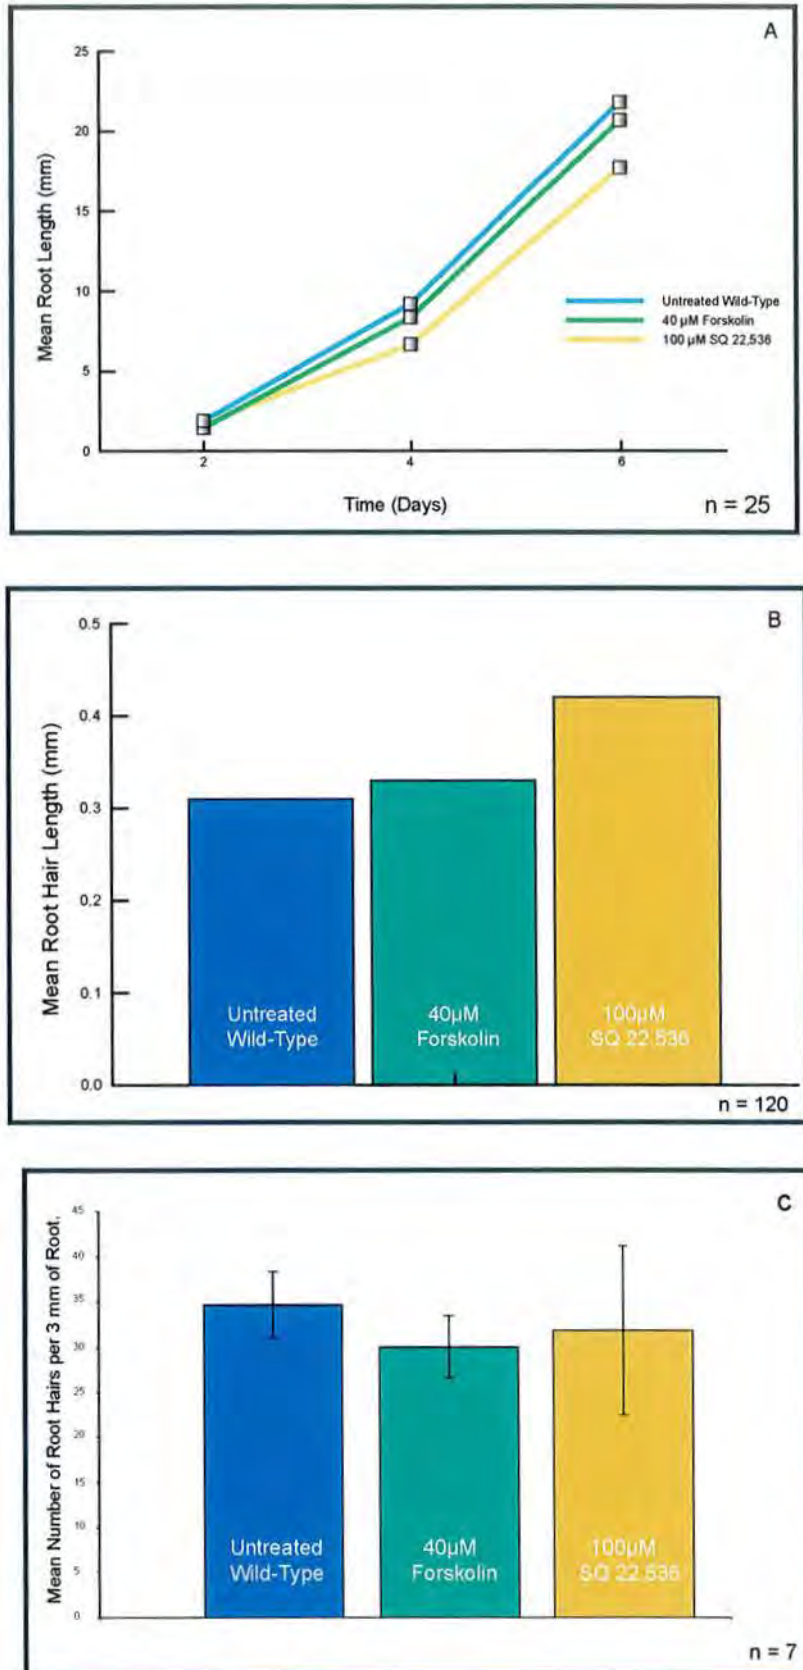 A
25
20
15
10
5
0
Mean Root Length (mm)
Untreated Wild-Type
40 µM Forskolin
100 µM SQ 22,536
2 4 6
Time (Days)
n = 25
B
0.5
0.4
0.3
0.2
0.1
0.0
Mean Root Hair Length (mm)
Untreated
Wild-Type
40µM
Forskolin
100µM
SQ 22,536
n = 120
C
45
40
35
30
25
20
15
10
5
0
Mean Number of Root Hairs per 3 mm of Root.
Untreated
Wild-Type
40µM
Forskolin
100µM
SQ 22,536
n = 7